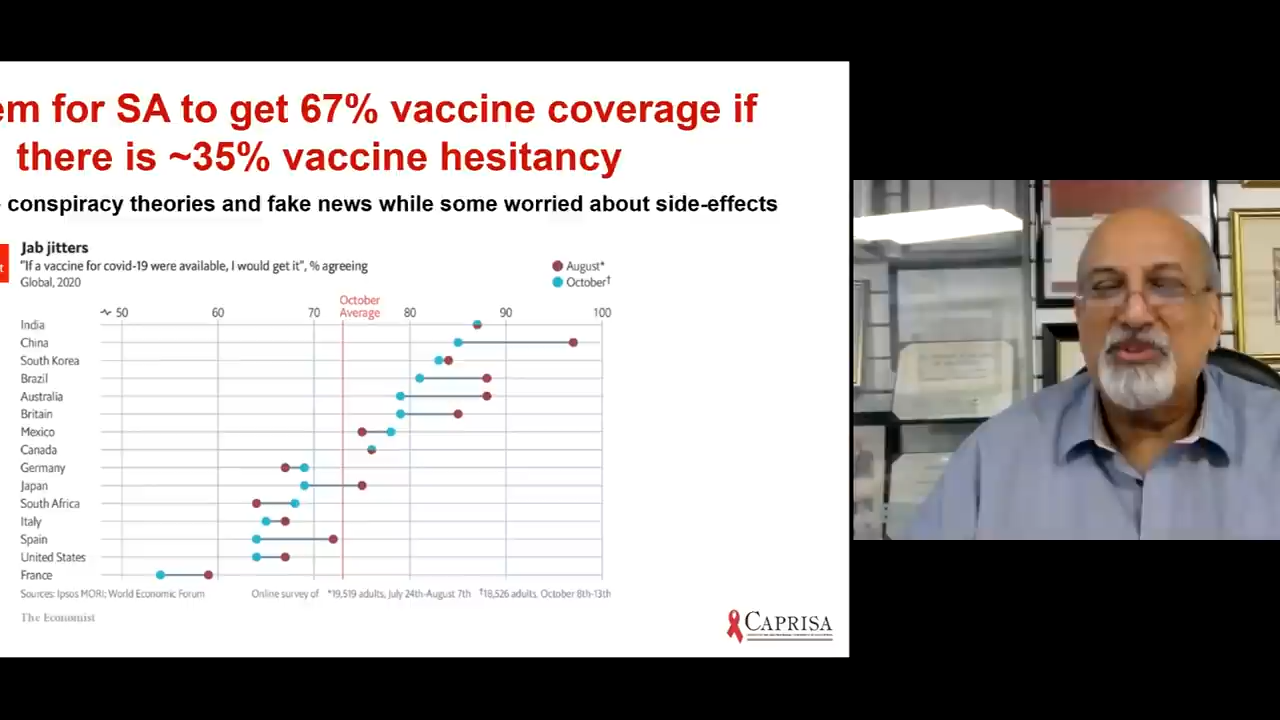 em for SA to get 67% vaccine coverage if
there is ~35% vaccine hesitancy
conspiracy theories and fake news while some worried about side-effects
Jab jitters
"If a vaccine for covid-19 were available, I would get it", % agreeing
Global, 2020
August*
October†
October
Average
50 60 70 80 90 100
India
China
South Korea
Brazil
Australia
Britain
Mexico
Canada
Germany
Japan
South Africa
Italy
Spain
United States
France
Sources: Ipsos MORI; World Economic Forum Online survey of *19,519 adults, July 24th-August 7th †18,526 adults, October 8th-13th
The Economist
CAPRISA